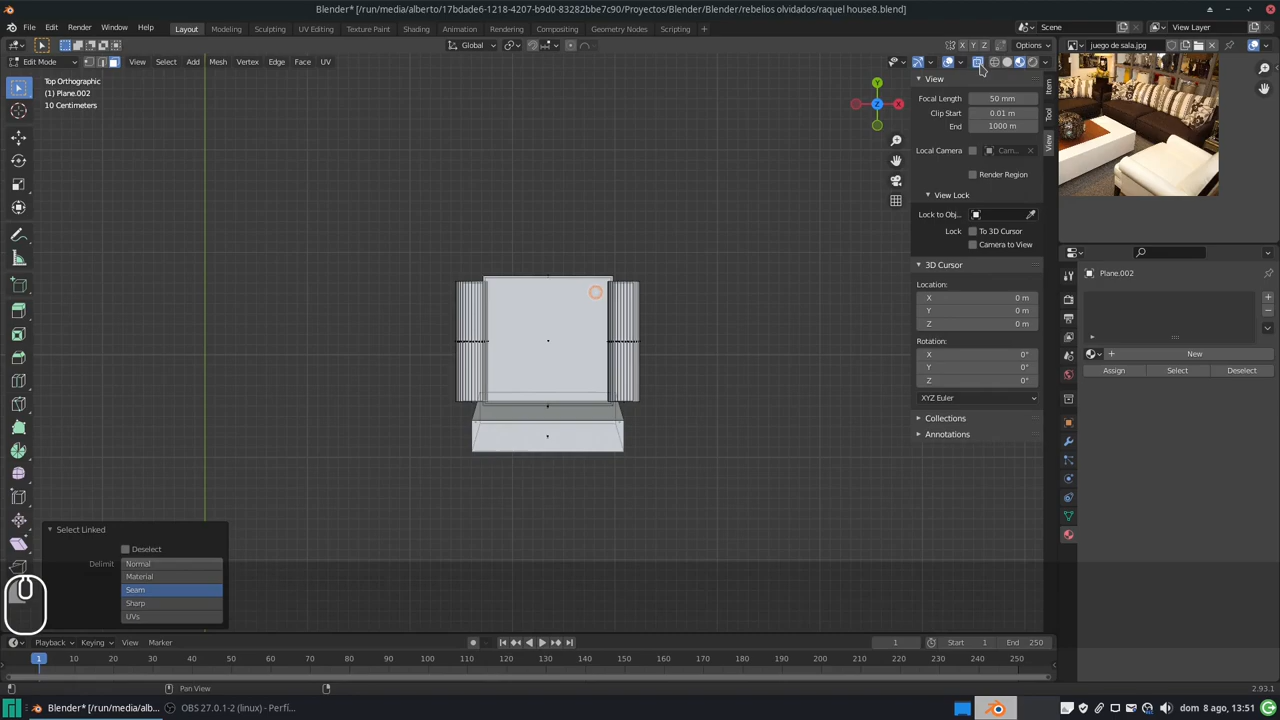 Blender* [/run/media/alberto/17bdade6-1218-4207-b9d0-83282bbe7c90/Proyectos/Blender/Blender/rebelios olvidados/raquel house8.blend]
File Edit Render Window Help Layout Modeling Sculpting UV Editing Texture Paint Shading Animation Rendering Compositing Geometry Nodes Scripting Scene View Layer
Global X Y Z Options juego de sala.jpg
Edit Mode View Select Add Mesh Vertex Edge Face UV
Top Orthographic
(1) Plane.002
10 Centimeters
Y
Z
X
View
Focal Length 50 mm
Clip Start 0.01 m
End 1000 m
Local Camera Cam...
Render Region
View Lock
Lock to Obj...
Lock: To 3D Cursor
Camera to View
3D Cursor
Location:
X 0 m
Y 0 m
Z 0 m
Rotation:
X 0°
Y 0°
Z 0°
XYZ Euler
Collections
Annotations
Item
Tool
View
Plane.002
New
Assign Select Deselect
Select Linked
Deselect
Delimit Normal
Material
Seam
Sharp
UVs
Playback Keying View Marker 1 Start 1 End 250
1 10 20 30 40 50 60 70 80 90 100 110 120 130 140 150 160 170 180 190 200 210 220 230 240 250
Pan View 2.93.1
Blender* [/run/media/alb... OBS 27.0.1-2 (linux) - Perfí... dom 8 ago, 13:51